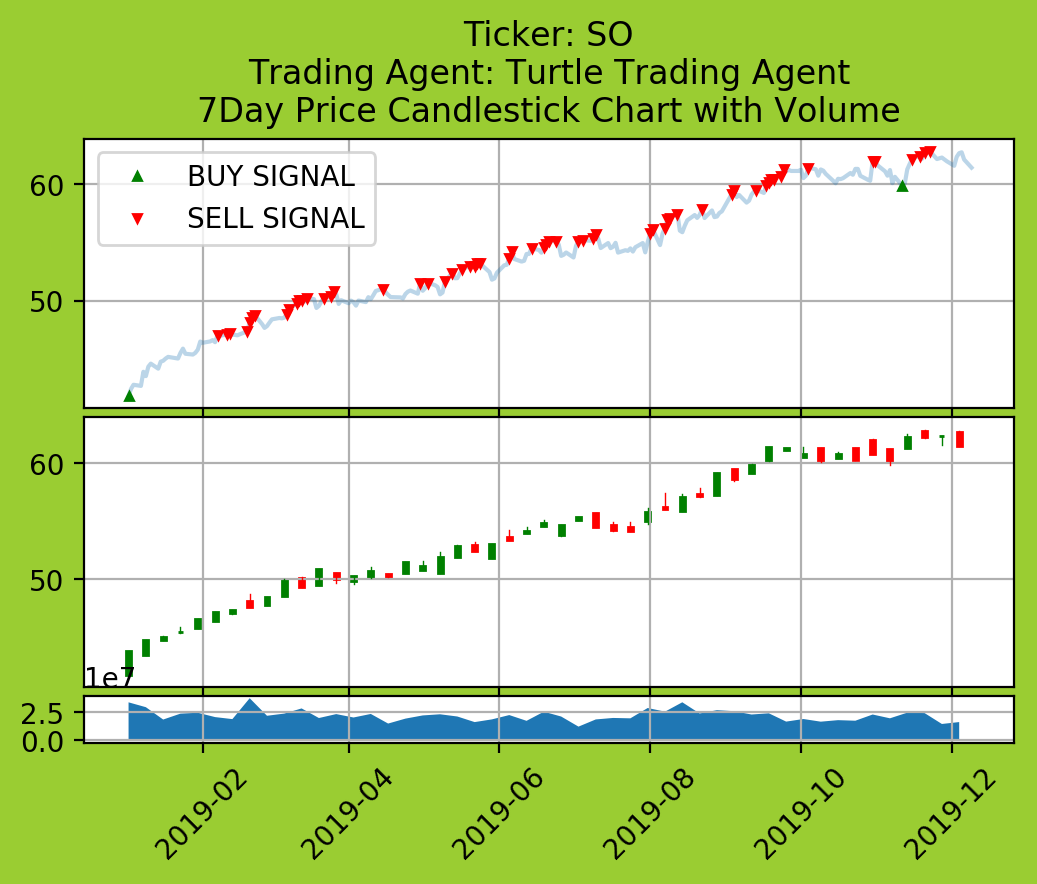 Ticker: SO
Trading Agent: Turtle Trading Agent
7Day Price Candlestick Chart with Volume
BUY SIGNAL
SELL SIGNAL
60
50
60
50
1e7
2.5
0.0
2019-02
2019-04
2019-06
2019-08
2019-10
2019-12